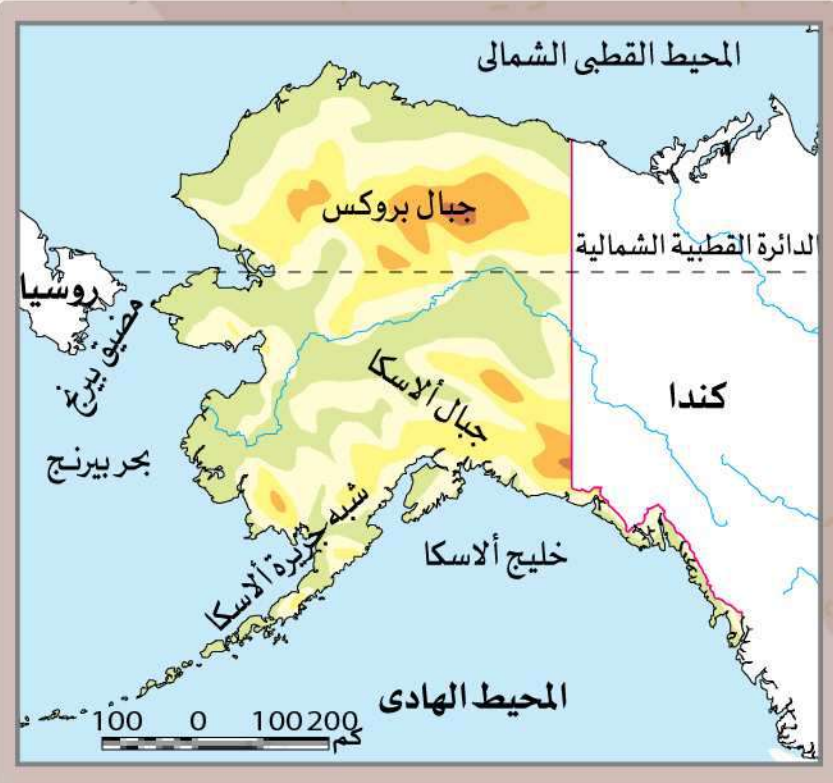 المحيط القطبى الشمالى
جبال بروكس
الدائرة القطبية الشمالية
روسيا
مضيق بيرغ
جبال ألاسكا
كندا
بحر بيرنج
شبه جزيرة ألاسكا
خليج ألاسكا
المحيط الهادى
100 0 100 200
كم